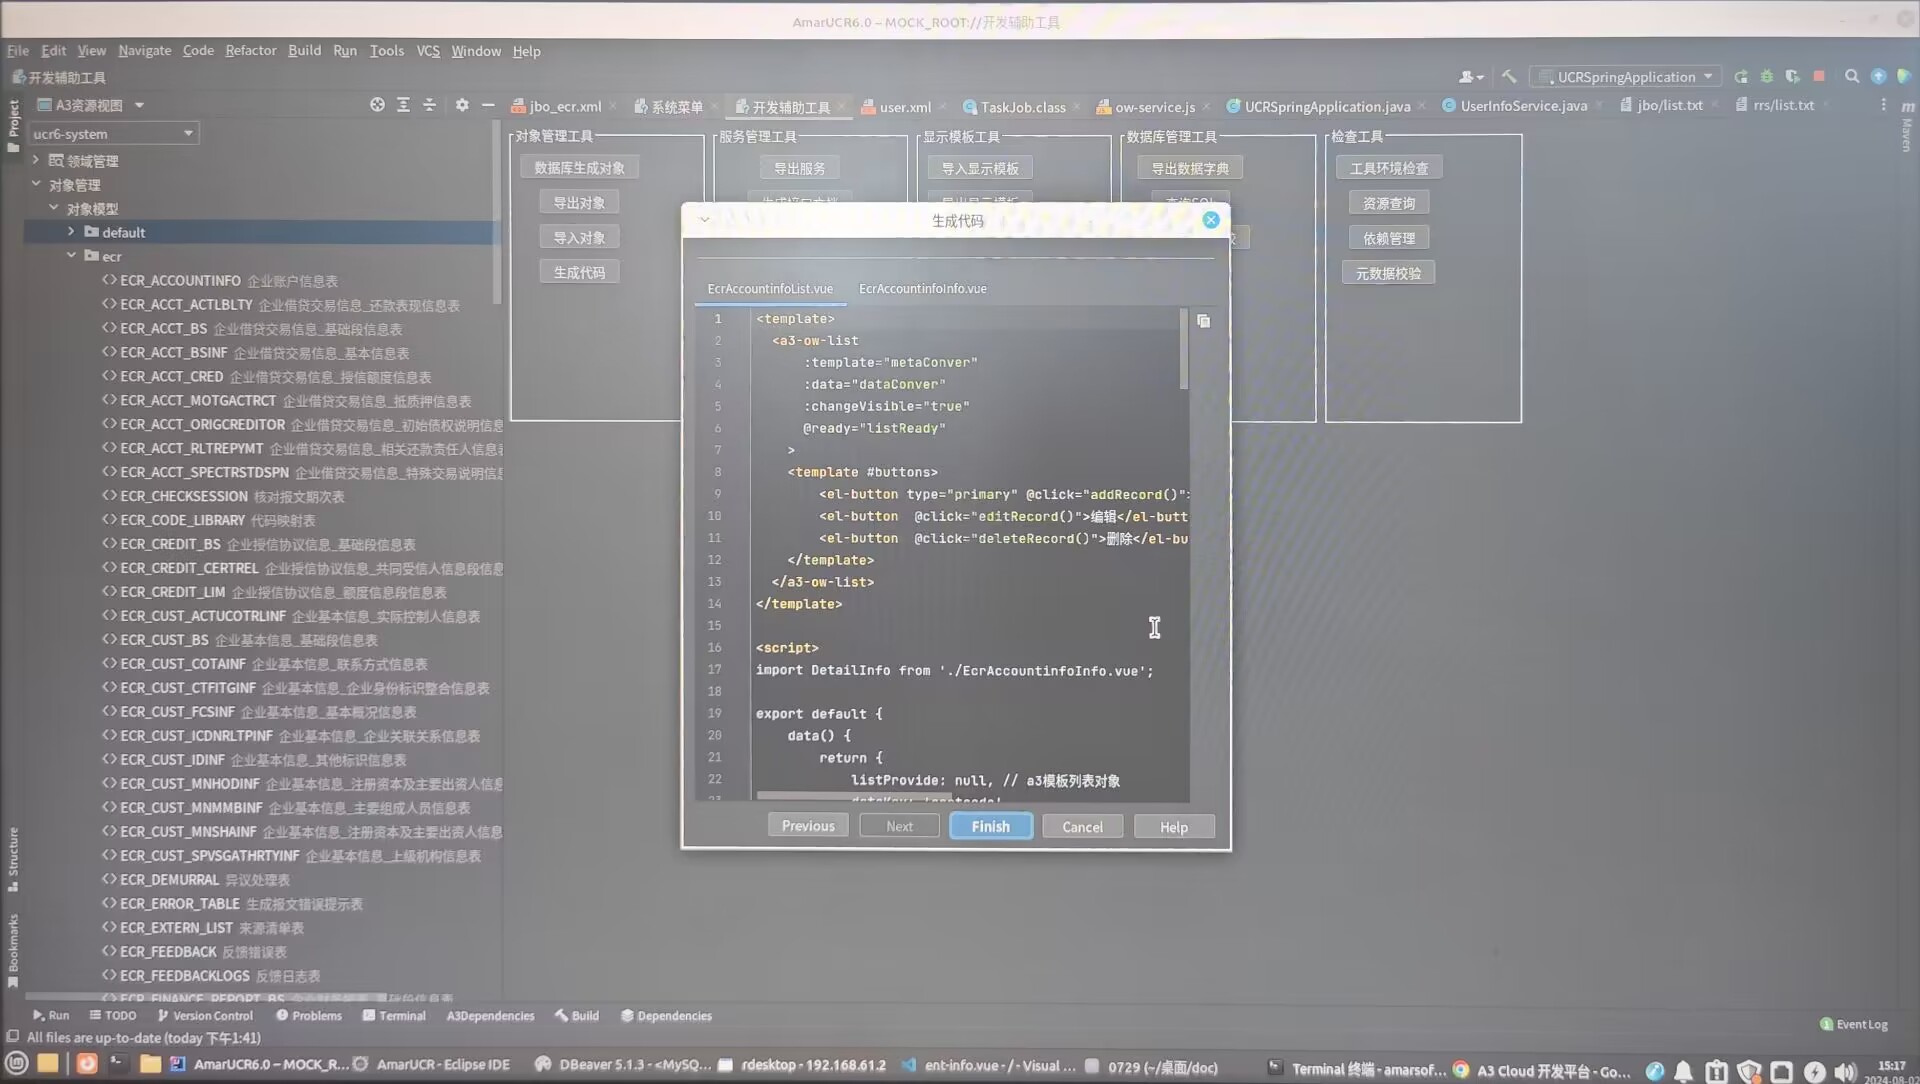 AmarUCR6.0 – MOCK_ROOT://开发辅助工具
File Edit View Navigate Code Refactor Build Run Tools VCS Window Help
开发辅助工具
UCRSpringApplication
Project
A3资源视图
jbo_ecr.xml
系统菜单
开发辅助工具
user.xml
TaskJob.class
ow-service.js
UCRSpringApplication.java
UserInfoService.java
jbo/list.txt
rrs/list.txt
Maven
ucr6-system
领域管理
对象管理
对象模型
default
ecr
ECR_ACCOUNTINFO 企业账户信息表
ECR_ACCT_ACTLBLTY 企业借贷交易信息_还款表现信息表
ECR_ACCT_BS 企业借贷交易信息_基础段信息表
ECR_ACCT_BSINF 企业借贷交易信息_基本信息表
ECR_ACCT_CRED 企业借贷交易信息_授信额度信息表
ECR_ACCT_MOTGACTRCT 企业借贷交易信息_抵质押信息表
ECR_ACCT_ORIGCREDITOR 企业借贷交易信息_初始债权说明信息
ECR_ACCT_RLTREPYMT 企业借贷交易信息_相关还款责任人信息
ECR_ACCT_SPECTRSTDSPN 企业借贷交易信息_特殊交易说明信息
ECR_CHECKSESSION 核对报文期次表
ECR_CODE_LIBRARY 代码映射表
ECR_CREDIT_BS 企业授信协议信息_基础段信息表
ECR_CREDIT_CERTREL 企业授信协议信息_共同受信人信息段信息
ECR_CREDIT_LIM 企业授信协议信息_额度信息段信息表
ECR_CUST_ACTUCOTRLINF 企业基本信息_实际控制人信息表
ECR_CUST_BS 企业基本信息_基础段信息表
ECR_CUST_COTAINF 企业基本信息_联系方式信息表
ECR_CUST_CTFITGINF 企业基本信息_企业身份标识整合信息表
ECR_CUST_FCSINF 企业基本信息_基本概况信息表
ECR_CUST_ICDNRLTPINF 企业基本信息_企业关联关系信息表
ECR_CUST_IDINF 企业基本信息_其他标识信息表
ECR_CUST_MNHODINF 企业基本信息_注册资本及主要出资人信息
ECR_CUST_MNMMBINF 企业基本信息_主要组成人员信息表
ECR_CUST_MNSHAINF 企业基本信息_注册资本及主要出资人信息
ECR_CUST_SPVSGATHRTYINF 企业基本信息_上级机构信息表
ECR_DEMURRAL 异议处理表
ECR_ERROR_TABLE 生成报文错误提示表
ECR_EXTERN_LIST 来源清单表
ECR_FEEDBACK 反馈错误表
ECR_FEEDBACKLOGS 反馈日志表
ECR_FINANCE_REPORT_BS
Structure
Bookmarks
对象管理工具
数据库生成对象
导出对象
导入对象
生成代码
服务管理工具
导出服务
显示模板工具
导入显示模板
数据库管理工具
导出数据字典
检查工具
工具环境检查
资源查询
依赖管理
元数据校验
生成代码
EcrAccountinfoList.vue EcrAccountinfoInfo.vue
1 <template>
2 <a3-ow-list
3 :template="metaConver"
4 :data="dataConver"
5 :changeVisible="true"
6 @ready="listReady"
7 >
8 <template #buttons>
9 <el-button type="primary" @click="addRecord()">
10 <el-button  @click="editRecord()">编辑</el-butt
11 <el-button  @click="deleteRecord()">删除</el-bu
12 </template>
13 </a3-ow-list>
14 </template>
15
16 <script>
17 import DetailInfo from './EcrAccountinfoInfo.vue';
18
19 export default {
20 data() {
21 return {
22 listProvide: null, // a3模板列表对象
Previous Next Finish Cancel Help
Run TODO Version Control Problems Terminal A3Dependencies Build Dependencies
Event Log
All files are up-to-date (today 下午1:41)
AmarUCR6.0 – MOCK_R...
AmarUCR - Eclipse IDE
DBeaver 5.1.3 - <MySQ...
rdesktop - 192.168.61.2
ent-info.vue - / - Visual ...
0729 (~/桌面/doc)
Terminal 终端 - amarsof...
A3 Cloud 开发平台 - Go...
15:17
2024-08-02